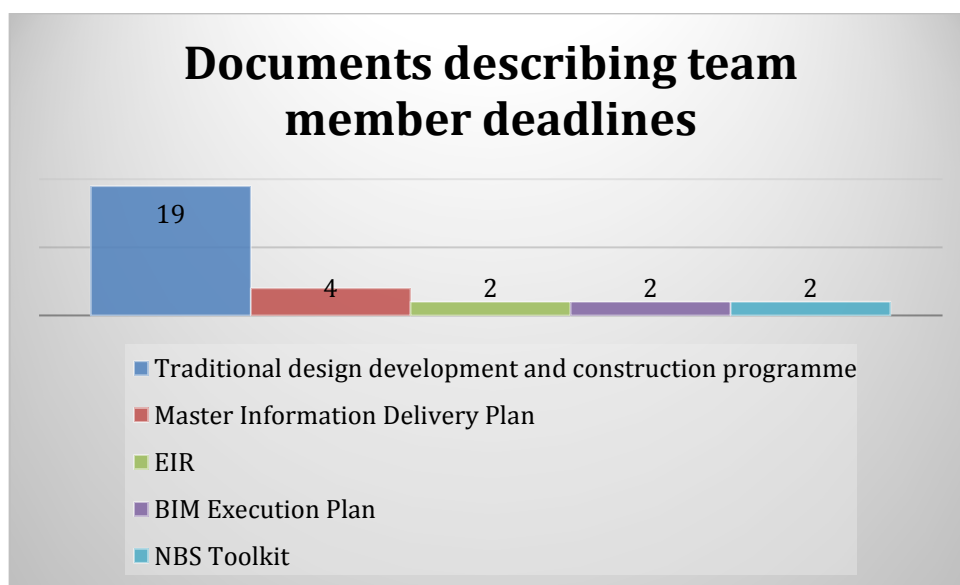 Documents describing team
member deadlines
19
4
2
2
2
Traditional design development and construction programme
Master Information Delivery Plan
EIR
BIM Execution Plan
NBS Toolkit